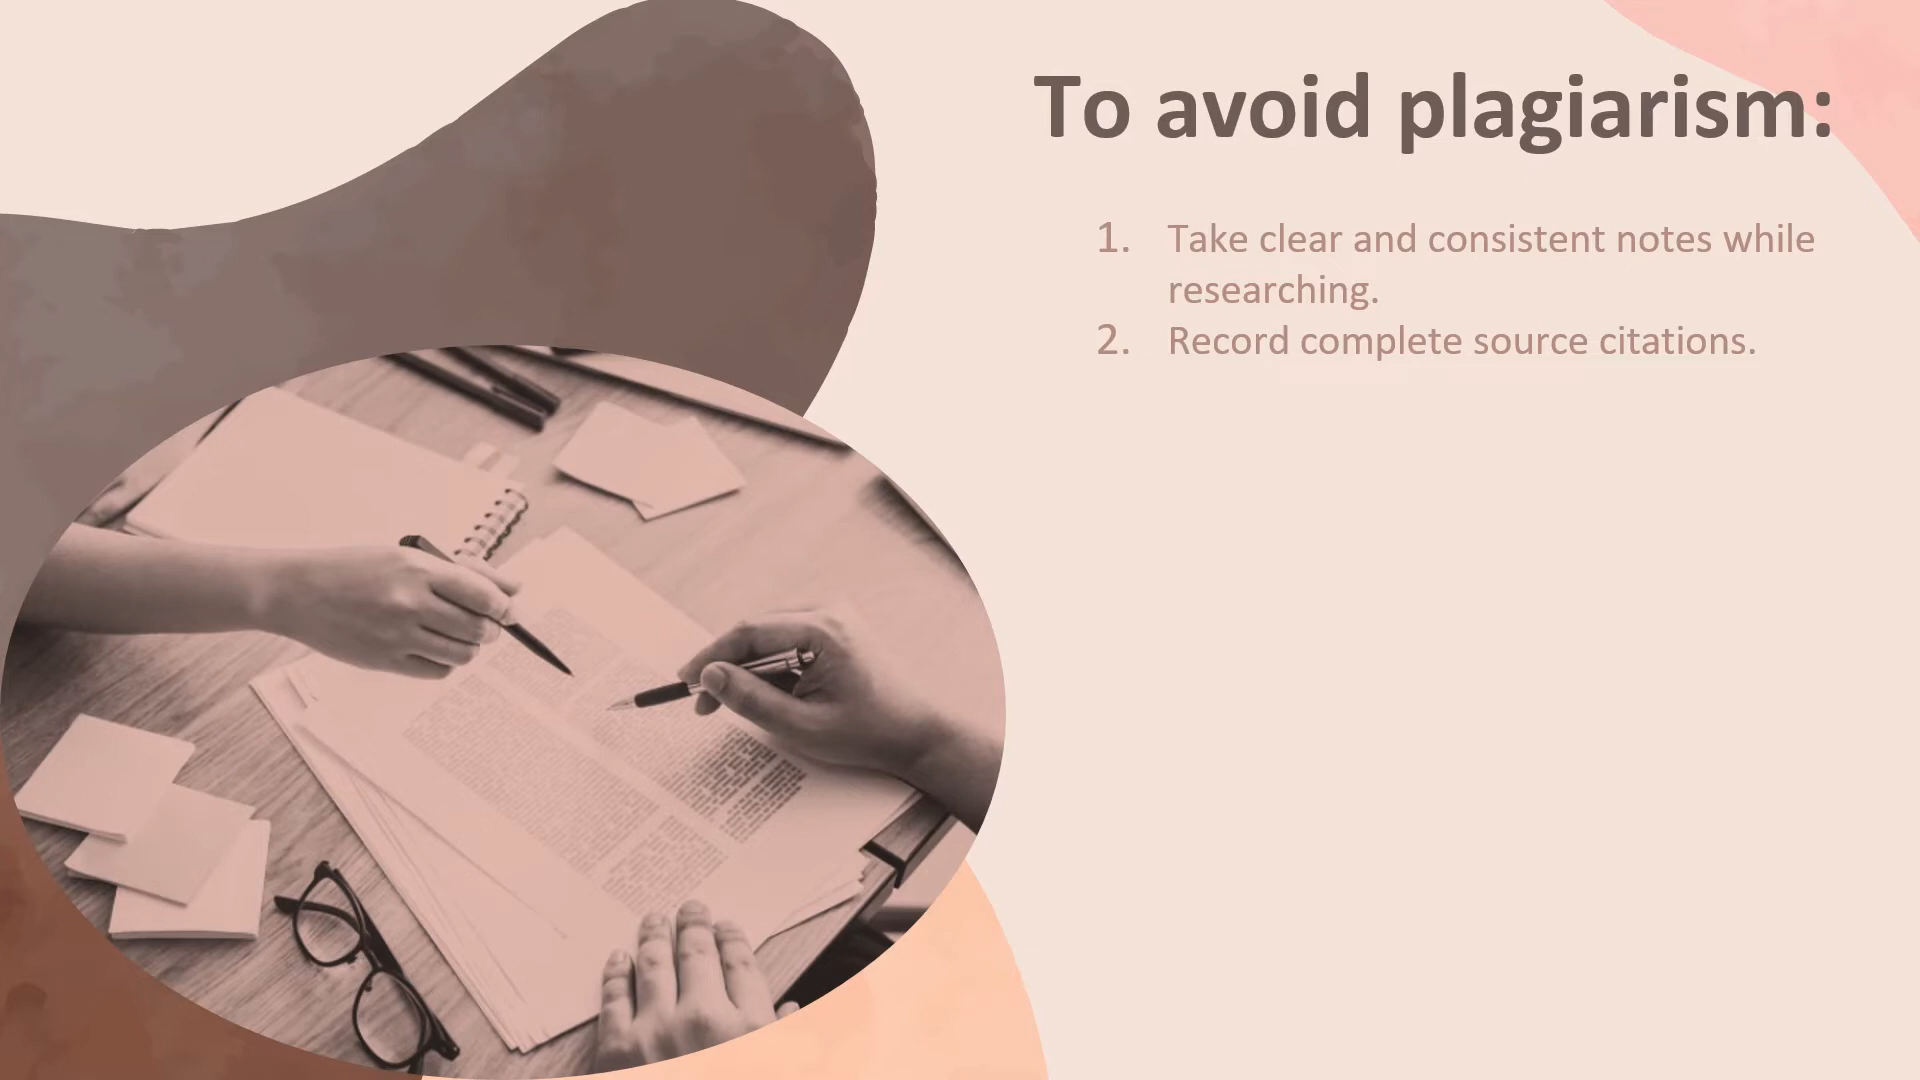 To avoid plagiarism:
1. Take clear and consistent notes while
researching.
2. Record complete source citations.